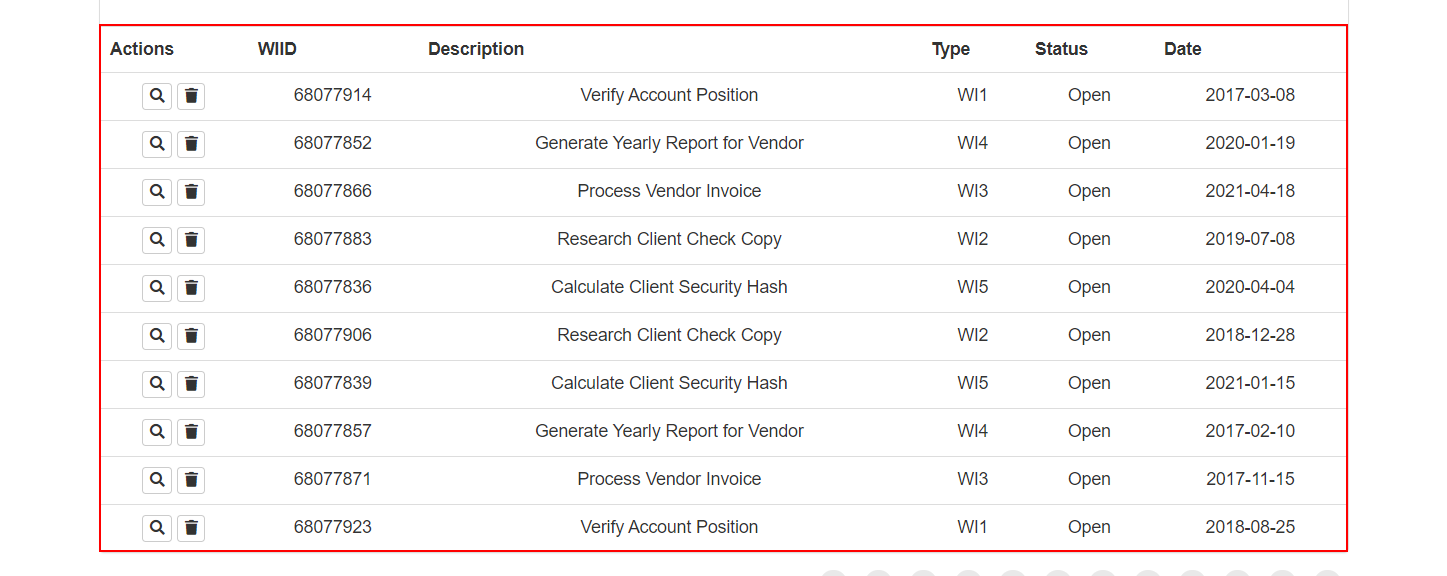 Actions WIID Description Type Status Date
68077914 Verify Account Position WI1 Open 2017-03-08
68077852 Generate Yearly Report for Vendor WI4 Open 2020-01-19
68077866 Process Vendor Invoice WI3 Open 2021-04-18
68077883 Research Client Check Copy WI2 Open 2019-07-08
68077836 Calculate Client Security Hash WI5 Open 2020-04-04
68077906 Research Client Check Copy WI2 Open 2018-12-28
68077839 Calculate Client Security Hash WI5 Open 2021-01-15
68077857 Generate Yearly Report for Vendor WI4 Open 2017-02-10
68077871 Process Vendor Invoice WI3 Open 2017-11-15
68077923 Verify Account Position WI1 Open 2018-08-25